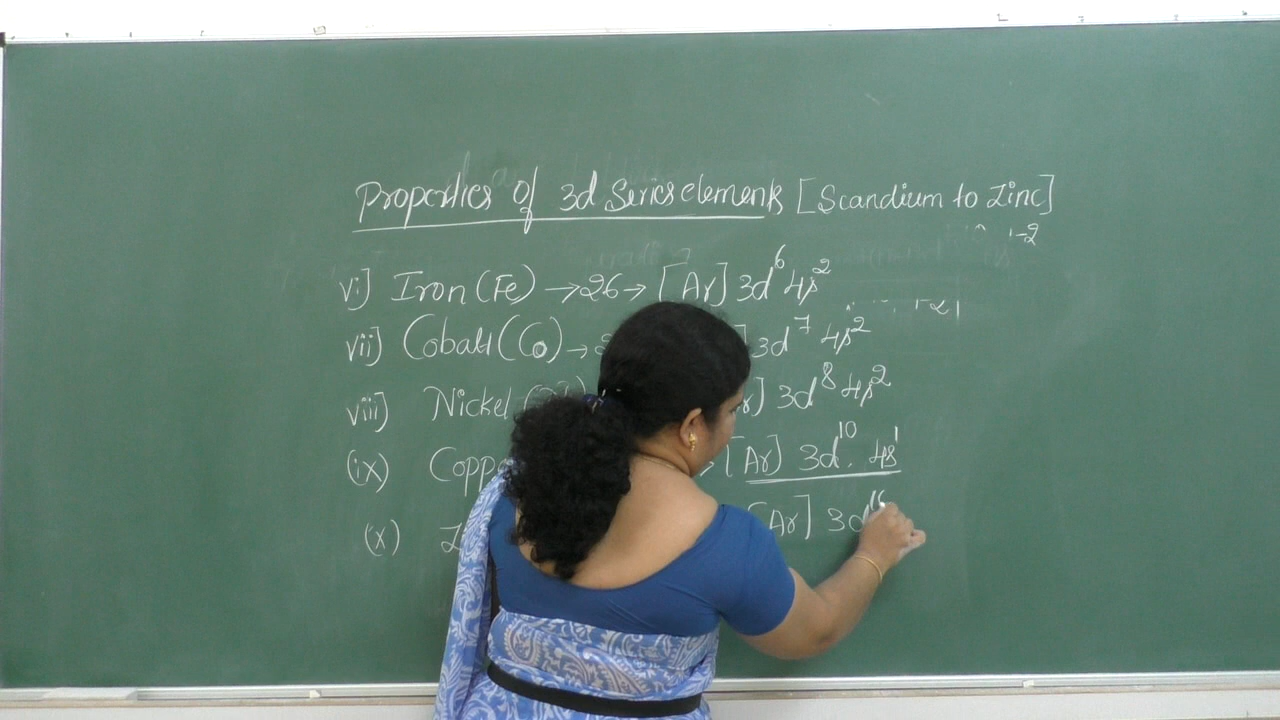 Properties of 3d Series elements [Scandium to Zinc]
vi) Iron (Fe) → 26 → [Ar] 3d⁶ 4s²
vii) Cobalt (Co) → 3d⁷ 4s²
viii) Nickel 3d⁸ 4s²
(ix) [Ar] 3d¹⁰ 4s¹
(x) [Ar] 3d